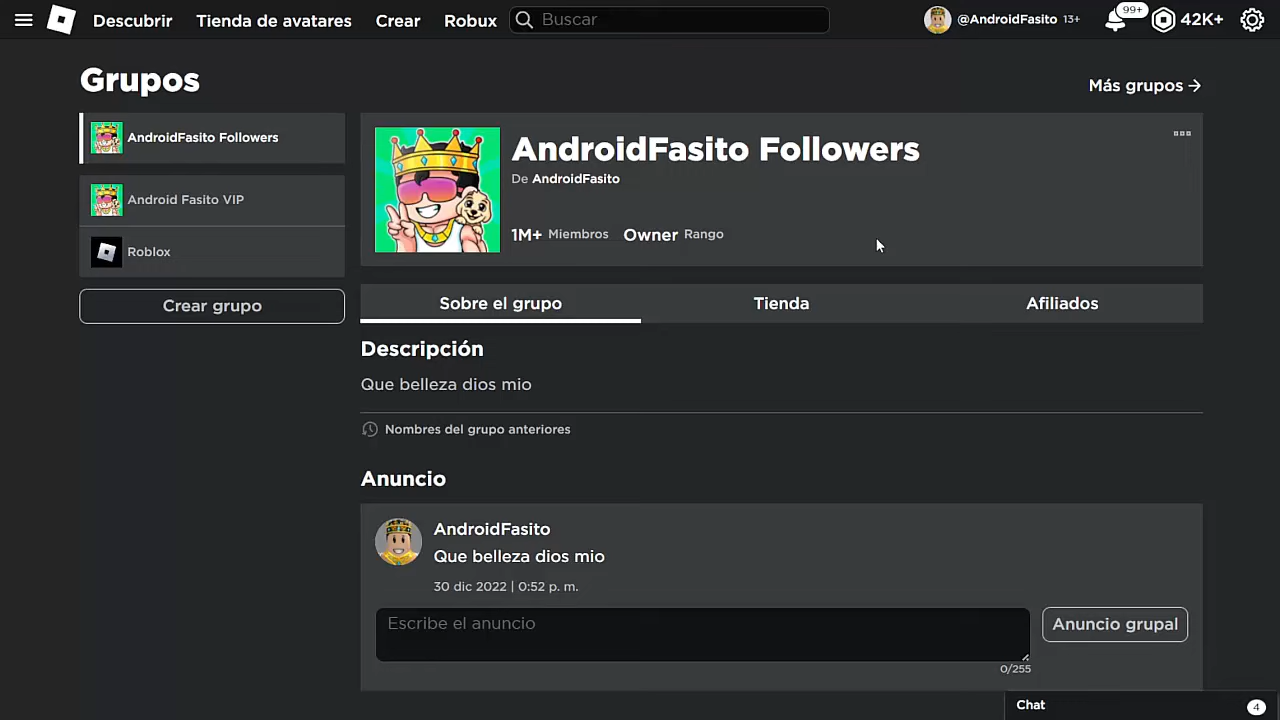 Descubrir Tienda de avatares Crear Robux Buscar @AndroidFasito 13+ 99+ 42K+
Grupos
Más grupos →
AndroidFasito Followers
Android Fasito VIP
Roblox
Crear grupo
AndroidFasito Followers
De AndroidFasito
1M+ Miembros Owner Rango
Sobre el grupo Tienda Afiliados
Descripción
Que belleza dios mio
Nombres del grupo anteriores
Anuncio
AndroidFasito
Que belleza dios mio
30 dic 2022 | 0:52 p. m.
Escribe el anuncio
Anuncio grupal
0/255
Chat 4